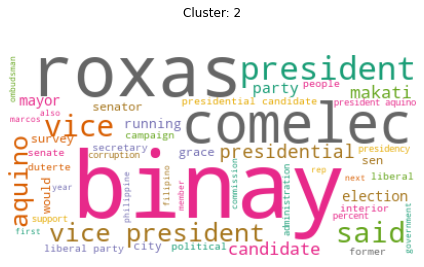 Cluster: 2
ombudsman
roxas
president
mayor
also
senator
presidential candidate
party
people
makati
marcos
comelec
president aquino
vice
running
campaign
survey
secretary
grace
presidential
sen
presidency
liberal
senate
corruption
duterte
aquino
binay
would
year
philippine
filipino
member
commission
administration
rep
next
election
interior
percent
support
first
vice president
said
government
liberal party
city
political
candidate
former